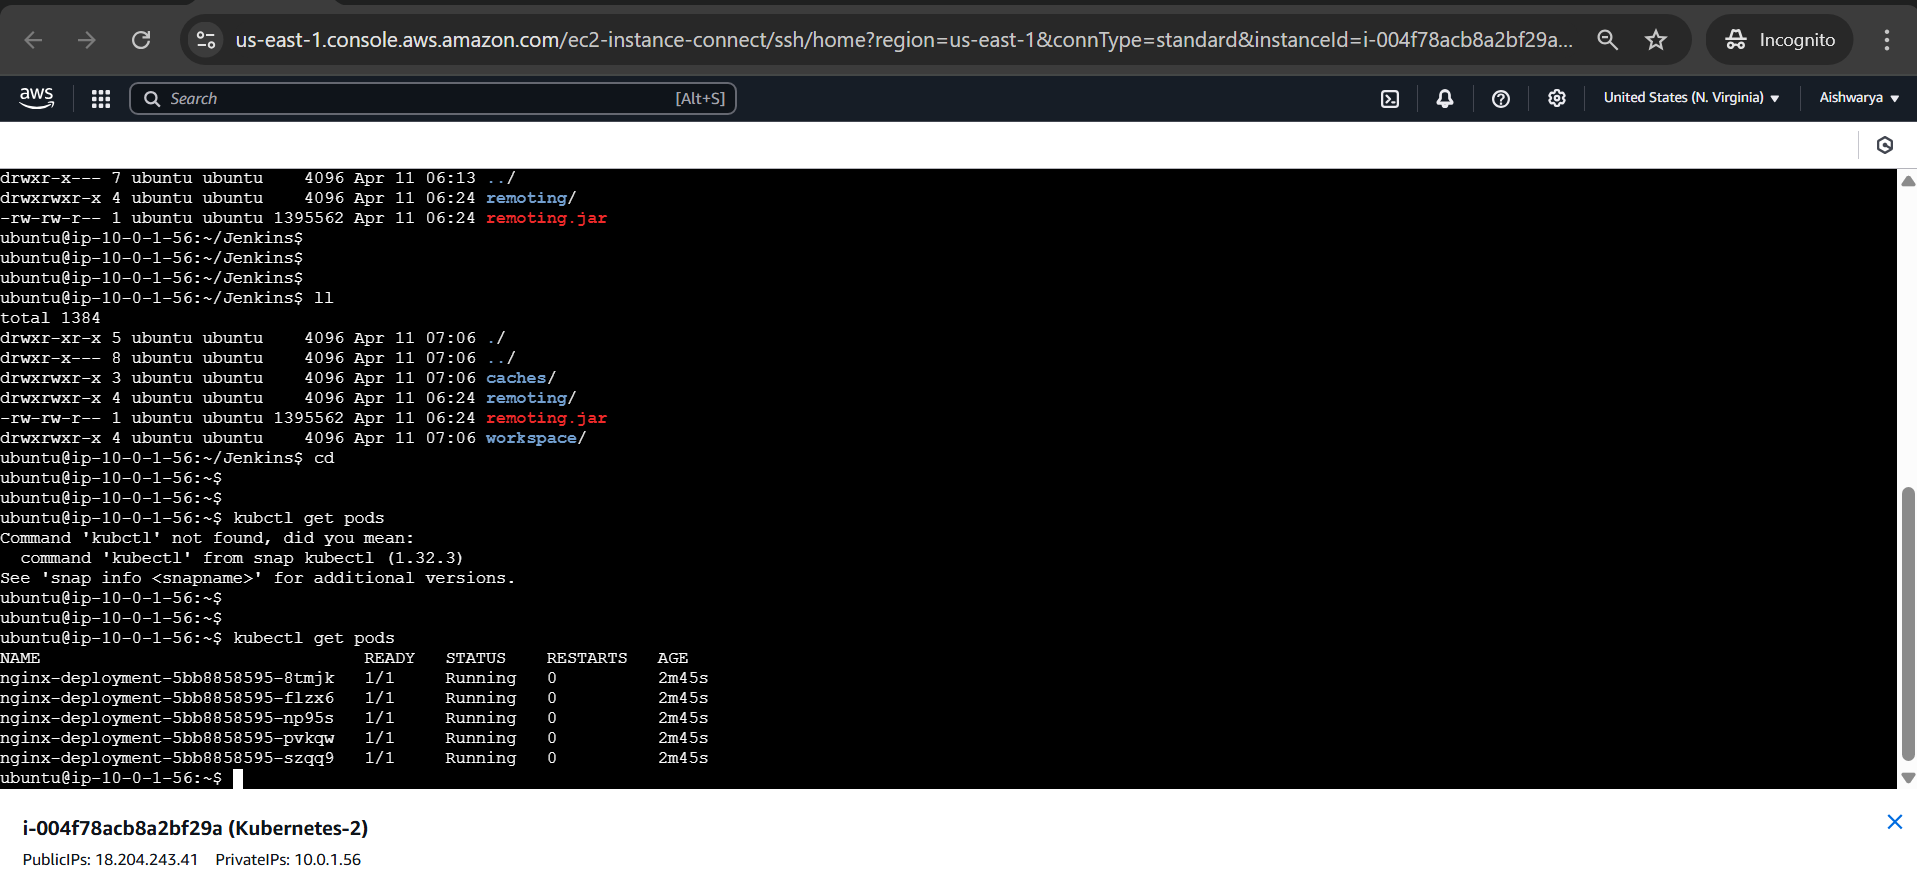 us-east-1.console.aws.amazon.com/ec2-instance-connect/ssh/home?region=us-east-1&connType=standard&instanceId=i-004f78acb8a2bf29a...
Incognito
aws
Search
[Alt+S]
United States (N. Virginia)
Aishwarya
drwxr-x--- 7 ubuntu ubuntu    4096 Apr 11 06:13 ../
drwxrwxr-x 4 ubuntu ubuntu    4096 Apr 11 06:24 remoting/
-rw-rw-r-- 1 ubuntu ubuntu 1395562 Apr 11 06:24 remoting.jar
ubuntu@ip-10-0-1-56:~/Jenkins$
ubuntu@ip-10-0-1-56:~/Jenkins$
ubuntu@ip-10-0-1-56:~/Jenkins$
ubuntu@ip-10-0-1-56:~/Jenkins$ ll
total 1384
drwxr-xr-x 5 ubuntu ubuntu    4096 Apr 11 07:06 ./
drwxr-x--- 8 ubuntu ubuntu    4096 Apr 11 07:06 ../
drwxrwxr-x 3 ubuntu ubuntu    4096 Apr 11 07:06 caches/
drwxrwxr-x 4 ubuntu ubuntu    4096 Apr 11 06:24 remoting/
-rw-rw-r-- 1 ubuntu ubuntu 1395562 Apr 11 06:24 remoting.jar
drwxrwxr-x 4 ubuntu ubuntu    4096 Apr 11 07:06 workspace/
ubuntu@ip-10-0-1-56:~/Jenkins$ cd
ubuntu@ip-10-0-1-56:~$
ubuntu@ip-10-0-1-56:~$
ubuntu@ip-10-0-1-56:~$ kubctl get pods
Command 'kubctl' not found, did you mean:
  command 'kubectl' from snap kubectl (1.32.3)
See 'snap info <snapname>' for additional versions.
ubuntu@ip-10-0-1-56:~$
ubuntu@ip-10-0-1-56:~$
ubuntu@ip-10-0-1-56:~$ kubectl get pods
NAME                                READY   STATUS    RESTARTS   AGE
nginx-deployment-5bb8858595-8tmjk   1/1     Running   0          2m45s
nginx-deployment-5bb8858595-flzx6   1/1     Running   0          2m45s
nginx-deployment-5bb8858595-np95s   1/1     Running   0          2m45s
nginx-deployment-5bb8858595-pvkqw   1/1     Running   0          2m45s
nginx-deployment-5bb8858595-szqq9   1/1     Running   0          2m45s
ubuntu@ip-10-0-1-56:~$
i-004f78acb8a2bf29a (Kubernetes-2)
PublicIPs: 18.204.243.41    PrivateIPs: 10.0.1.56